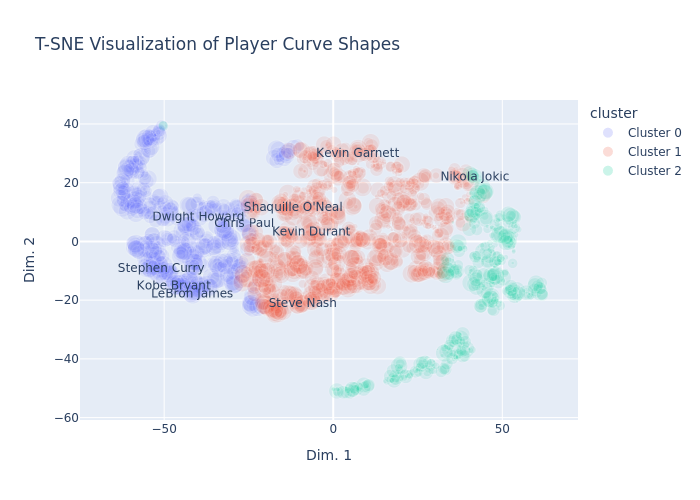 T-SNE Visualization of Player Curve Shapes
cluster
Cluster 0
Cluster 1
Cluster 2
40
20
0
−20
−40
−60
Dim. 2
Kevin Garnett
Nikola Jokic
Shaquille O'Neal
Dwight Howard
Chris Paul
Kevin Durant
Stephen Curry
Kobe Bryant
LeBron James
Steve Nash
−50
0
50
Dim. 1